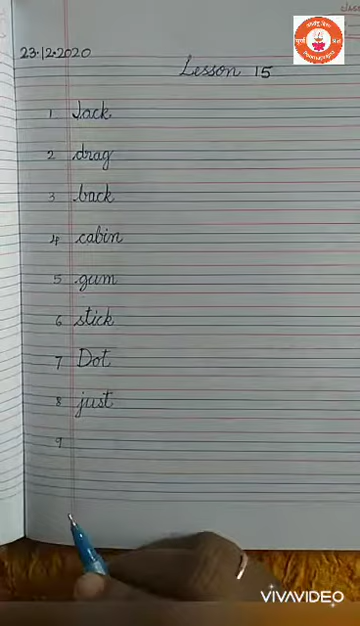 23.12.2020
Lesson 15
1 Jack
2 drag
3 back
4 cabin
5 gum
6 stick
7 Dot
8 just
9
VIVAVIDEO